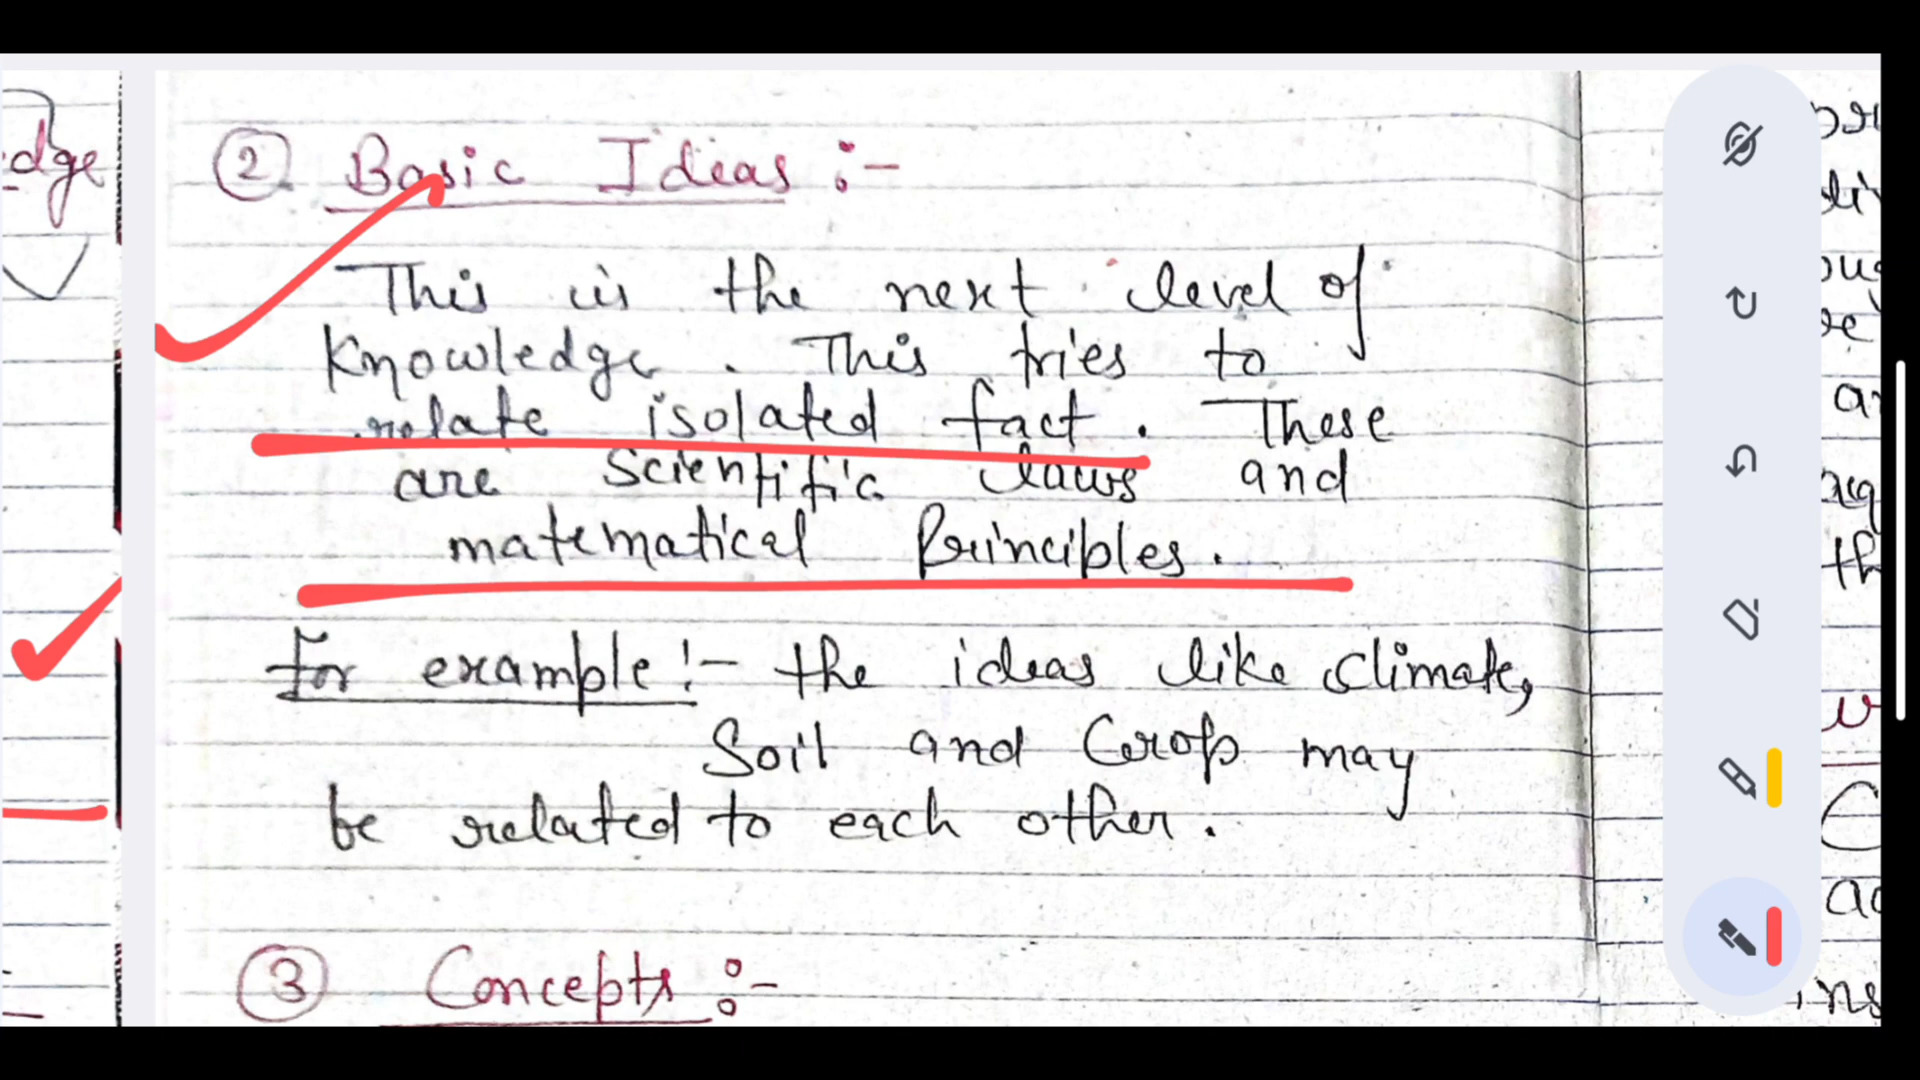 dge
② Basic Ideas :-
This is the next level of
Knowledge. This tries to
relate isolated fact. These
are Scientific laws and
matematical Principles.
For example :- the ideas like Climate,
Soil and Crops may
be related to each other.
③ Concepts :-